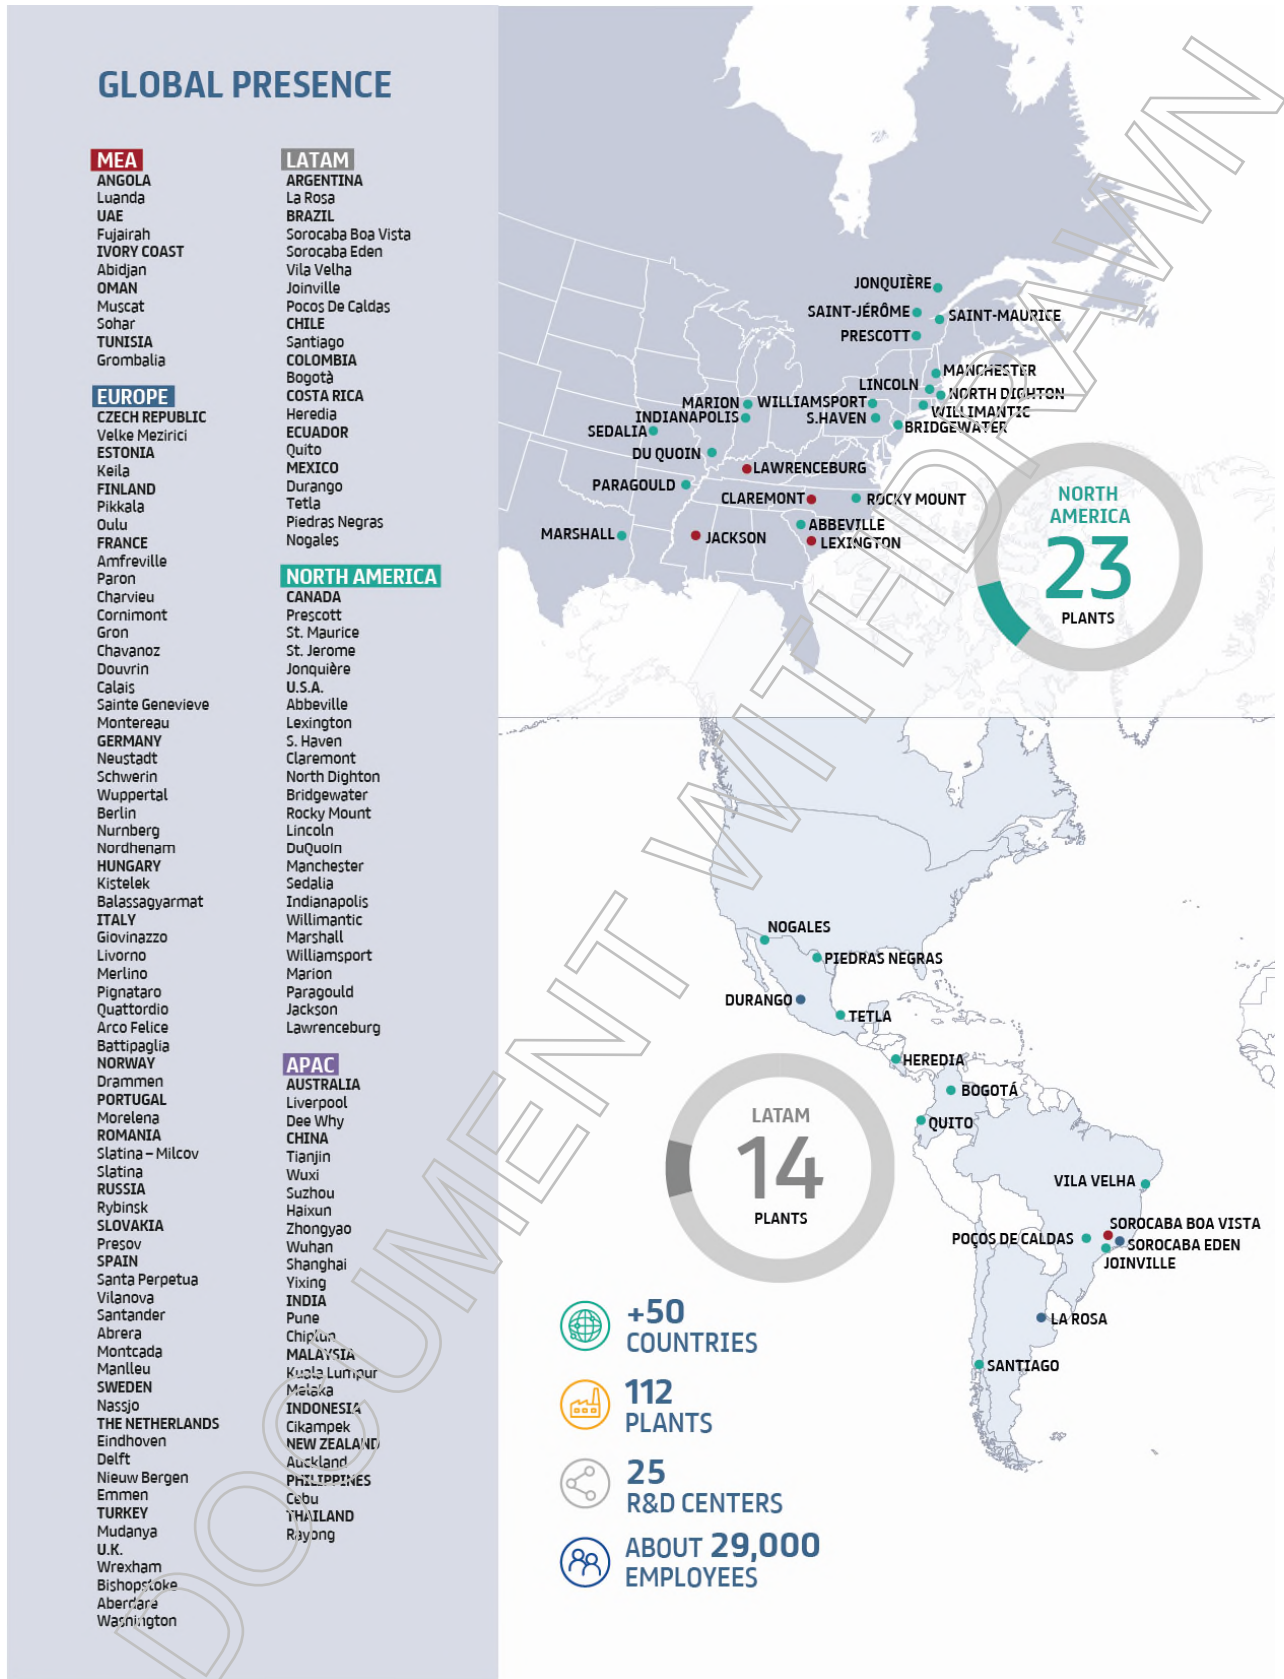 GLOBAL PRESENCE
MEA
ANGOLA
Luanda
UAE
Fujairah
IVORY COAST
Abidjan
OMAN
Muscat
Sohar
TUNISIA
Grombalia
EUROPE
CZECH REPUBLIC
Velke Mezirici
ESTONIA
Keila
FINLAND
Pikkala
Oulu
FRANCE
Amfreville
Paron
Charvieu
Cornimont
Gron
Chavanoz
Douvrin
Calais
Sainte Genevieve
Montereau
GERMANY
Neustadt
Schwerin
Wuppertal
Berlin
Nurnberg
Nordhenam
HUNGARY
Kistelek
Balassagyarmat
ITALY
Giovinazzo
Livorno
Merlino
Pignataro
Quattordio
Arco Felice
Battipaglia
NORWAY
Drammen
PORTUGAL
Morelena
ROMANIA
Slatina – Milcov
Slatina
RUSSIA
Rybinsk
SLOVAKIA
Presov
SPAIN
Santa Perpetua
Vilanova
Santander
Abrera
Montcada
Manlleu
SWEDEN
Nassjo
THE NETHERLANDS
Eindhoven
Delft
Nieuw Bergen
Emmen
TURKEY
Mudanya
U.K.
Wrexham
Bishopstoke
Aberdare
Washington
LATAM
ARGENTINA
La Rosa
BRAZIL
Sorocaba Boa Vista
Sorocaba Eden
Vila Velha
Joinville
Pocos De Caldas
CHILE
Santiago
COLOMBIA
Bogotà
COSTA RICA
Heredia
ECUADOR
Quito
MEXICO
Durango
Tetla
Piedras Negras
Nogales
NORTH AMERICA
CANADA
Prescott
St. Maurice
St. Jerome
Jonquière
U.S.A.
Abbeville
Lexington
S. Haven
Claremont
North Dighton
Bridgewater
Rocky Mount
Lincoln
DuQuoin
Manchester
Sedalia
Indianapolis
Willimantic
Marshall
Williamsport
Marion
Paragould
Jackson
Lawrenceburg
APAC
AUSTRALIA
Liverpool
Dee Why
CHINA
Tianjin
Wuxi
Suzhou
Haixun
Zhongyao
Wuhan
Shanghai
Yixing
INDIA
Pune
Chiplun
MALAYSIA
Kuala Lumpur
Melaka
INDONESIA
Cikampek
NEW ZEALAND
Auckland
PHILIPPINES
Cebu
THAILAND
Rayong
JONQUIÈRE
SAINT-JÉRÔME
SAINT-MAURICE
PRESCOTT
MANCHESTER
LINCOLN
NORTH DIGHTON
MARION
WILLIAMSPORT
WILLIMANTIC
INDIANAPOLIS
S.HAVEN
BRIDGEWATER
SEDALIA
DU QUOIN
LAWRENCEBURG
PARAGOULD
CLAREMONT
ROCKY MOUNT
ABBEVILLE
MARSHALL
JACKSON
LEXINGTON
NORTH
AMERICA
23
PLANTS
NOGALES
PIEDRAS NEGRAS
DURANGO
TETLA
HEREDIA
BOGOTÁ
QUITO
LATAM
14
PLANTS
VILA VELHA
SOROCABA BOA VISTA
POÇOS DE CALDAS
SOROCABA EDEN
JOINVILLE
LA ROSA
SANTIAGO
+50
COUNTRIES
112
PLANTS
25
R&D CENTERS
ABOUT 29,000
EMPLOYEES
DOCUMENT WITHDRAWN